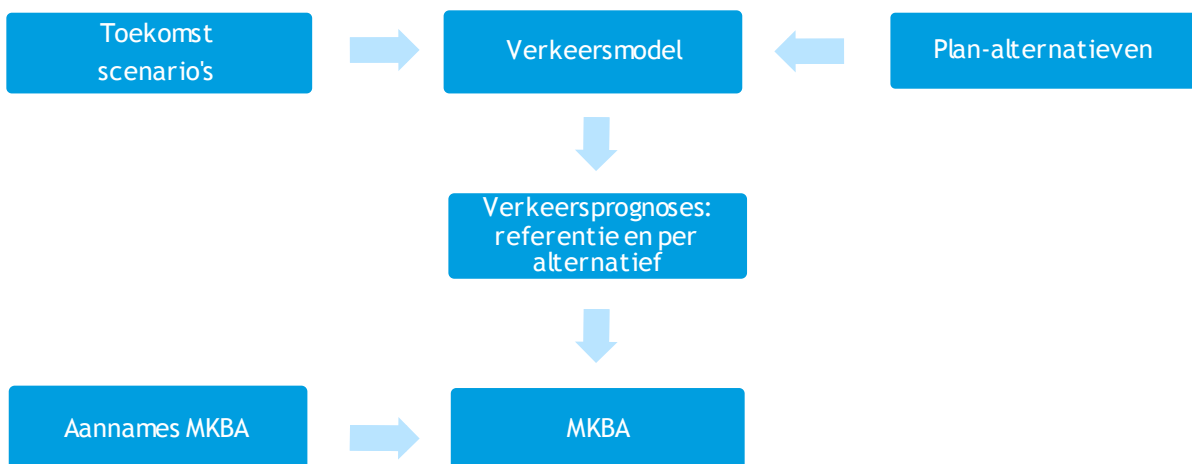 Toekomst
scenario's
Verkeersmodel
Plan-alternatieven
Verkeersprognoses:
referentie en per
alternatief
Aannames MKBA
MKBA